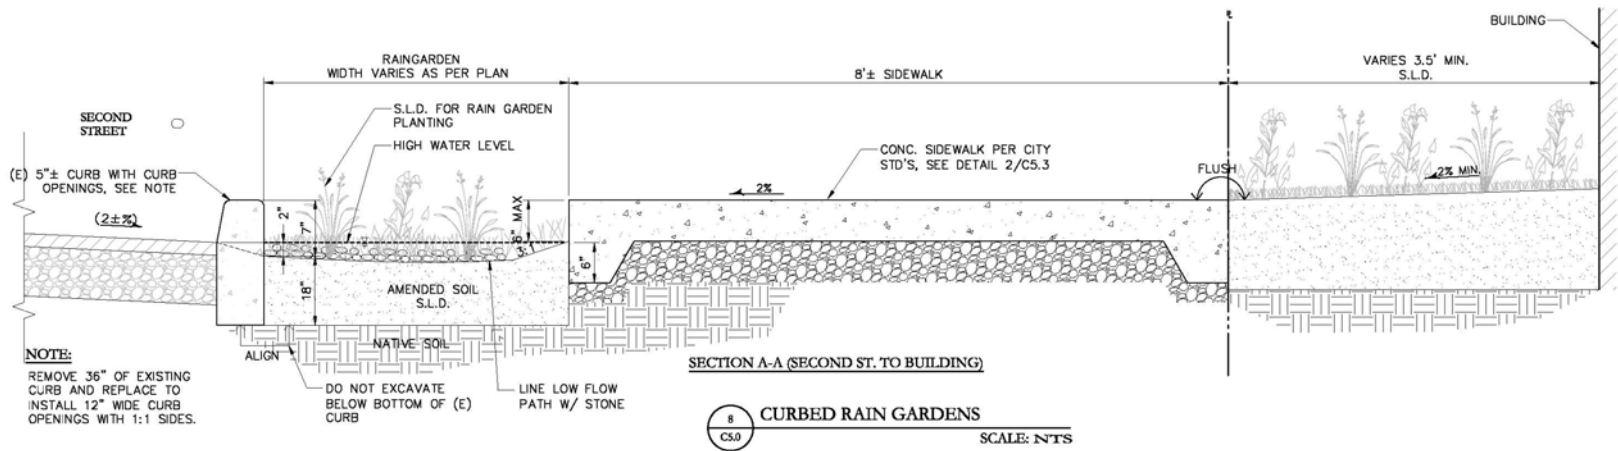 BUILDING
RAINGARDEN
WIDTH VARIES AS PER PLAN
8'± SIDEWALK
VARIES 3.5' MIN.
S.L.D.
SECOND
STREET
S.L.D. FOR RAIN GARDEN
PLANTING
HIGH WATER LEVEL
CONC. SIDEWALK PER CITY
STD'S, SEE DETAIL 2/C5.3
(E) 5"± CURB WITH CURB
OPENINGS, SEE NOTE
FLUSH
2% MIN.
2%
(2±%)
2"
7"
6" MAX
3:1
6"
18"
AMENDED SOIL
S.L.D.
NATIVE SOIL
ALIGN
NOTE:
REMOVE 36" OF EXISTING
CURB AND REPLACE TO
INSTALL 12" WIDE CURB
OPENINGS WITH 1:1 SIDES.
DO NOT EXCAVATE
BELOW BOTTOM OF (E)
CURB
LINE LOW FLOW
PATH W/ STONE
SECTION A-A (SECOND ST. TO BUILDING)
8
C5.0
CURBED RAIN GARDENS
SCALE: NTS